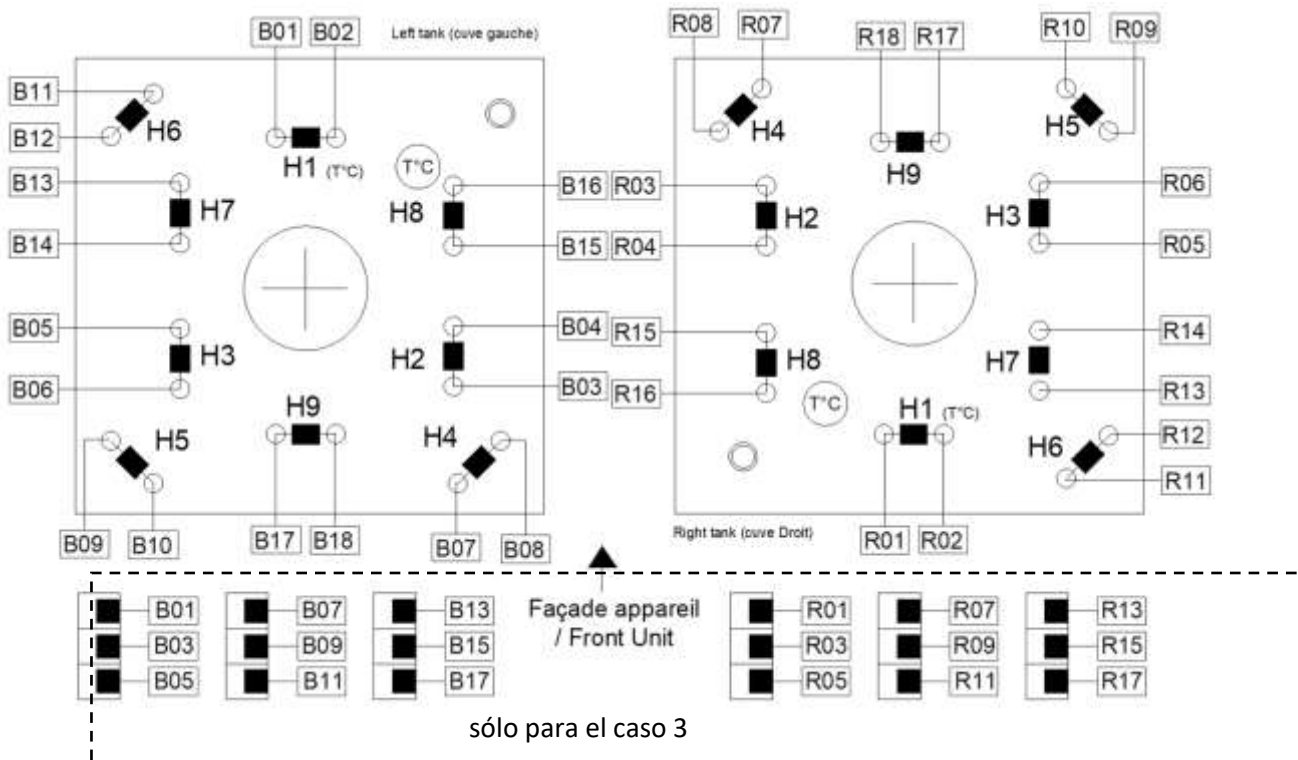 B01 B02 Left tank (cuve gauche)
B11
B12
H6
H1 (T°C)
T°C
B13
B14
H7
H8
B16
B15
B05
B06
H3
H2
B04
B03
H9
H5
H4
B09 B10 B17 B18 B07 B08
R08 R07 R18 R17 R10 R09
H4
H9
H5
R03
R04
H2
H3
R06
R05
R15
R16
H8
H7
R14
R13
T°C
H1 (T°C)
H6
R12
R11
Right tank (cuve Droit)
R01 R02
Façade appareil
/ Front Unit
B01 B07 B13
B03 B09 B15
B05 B11 B17
R01 R07 R13
R03 R09 R15
R05 R11 R17
sólo para el caso 3